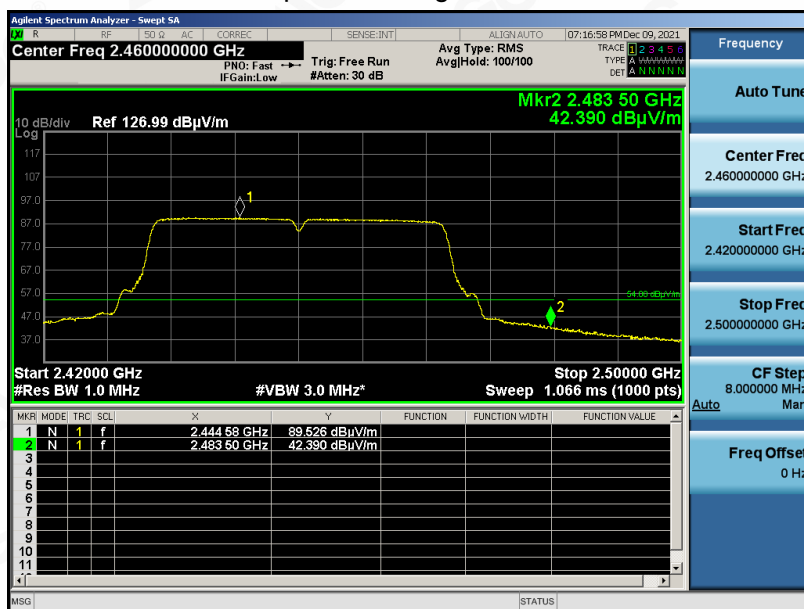 Agilent Spectrum Analyzer - Swept SA
LXI R RF 50 Ω AC CORREC SENSE:INT ALIGN AUTO 07:16:58 PM Dec 09, 2021
Center Freq 2.460000000 GHz
PNO: Fast
IFGain:Low
Trig: Free Run
#Atten: 30 dB
Avg Type: RMS
Avg|Hold: 100/100
TRACE 1 2 3 4 5 6
TYPE A WWWWW
DET A N N N N N
Mkr2 2.483 50 GHz
42.390 dBµV/m
10 dB/div Ref 126.99 dBµV/m
Log
117
107
97.0
87.0
77.0
67.0
57.0
47.0
37.0
1
2
54.00 dBµV/m
Start 2.42000 GHz Stop 2.50000 GHz
#Res BW 1.0 MHz #VBW 3.0 MHz* Sweep 1.066 ms (1000 pts)
MKR MODE TRC SCL X Y FUNCTION FUNCTION WIDTH FUNCTION VALUE
1 N 1 f 2.444 58 GHz 89.526 dBµV/m
2 N 1 f 2.483 50 GHz 42.390 dBµV/m
3
4
5
6
7
8
9
10
11
MSG STATUS
Frequency
Auto Tune
Center Freq
2.460000000 GHz
Start Freq
2.420000000 GHz
Stop Freq
2.500000000 GHz
CF Step
8.000000 MHz
Auto Man
Freq Offset
0 Hz